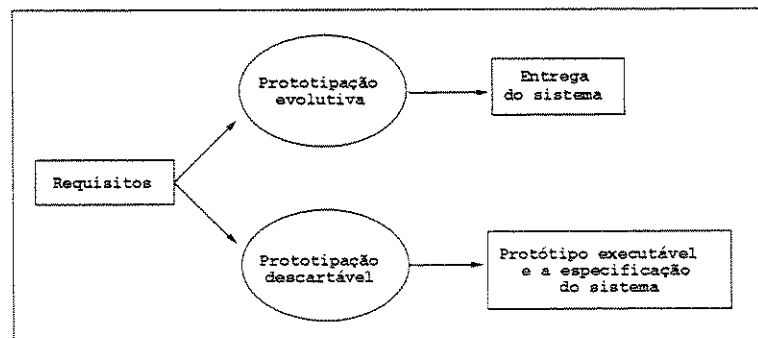 Prototipação
evolutiva
Entrega
do sistema
Requisitos
Prototipação
descartável
Protótipo executável
e a especificação
do sistema